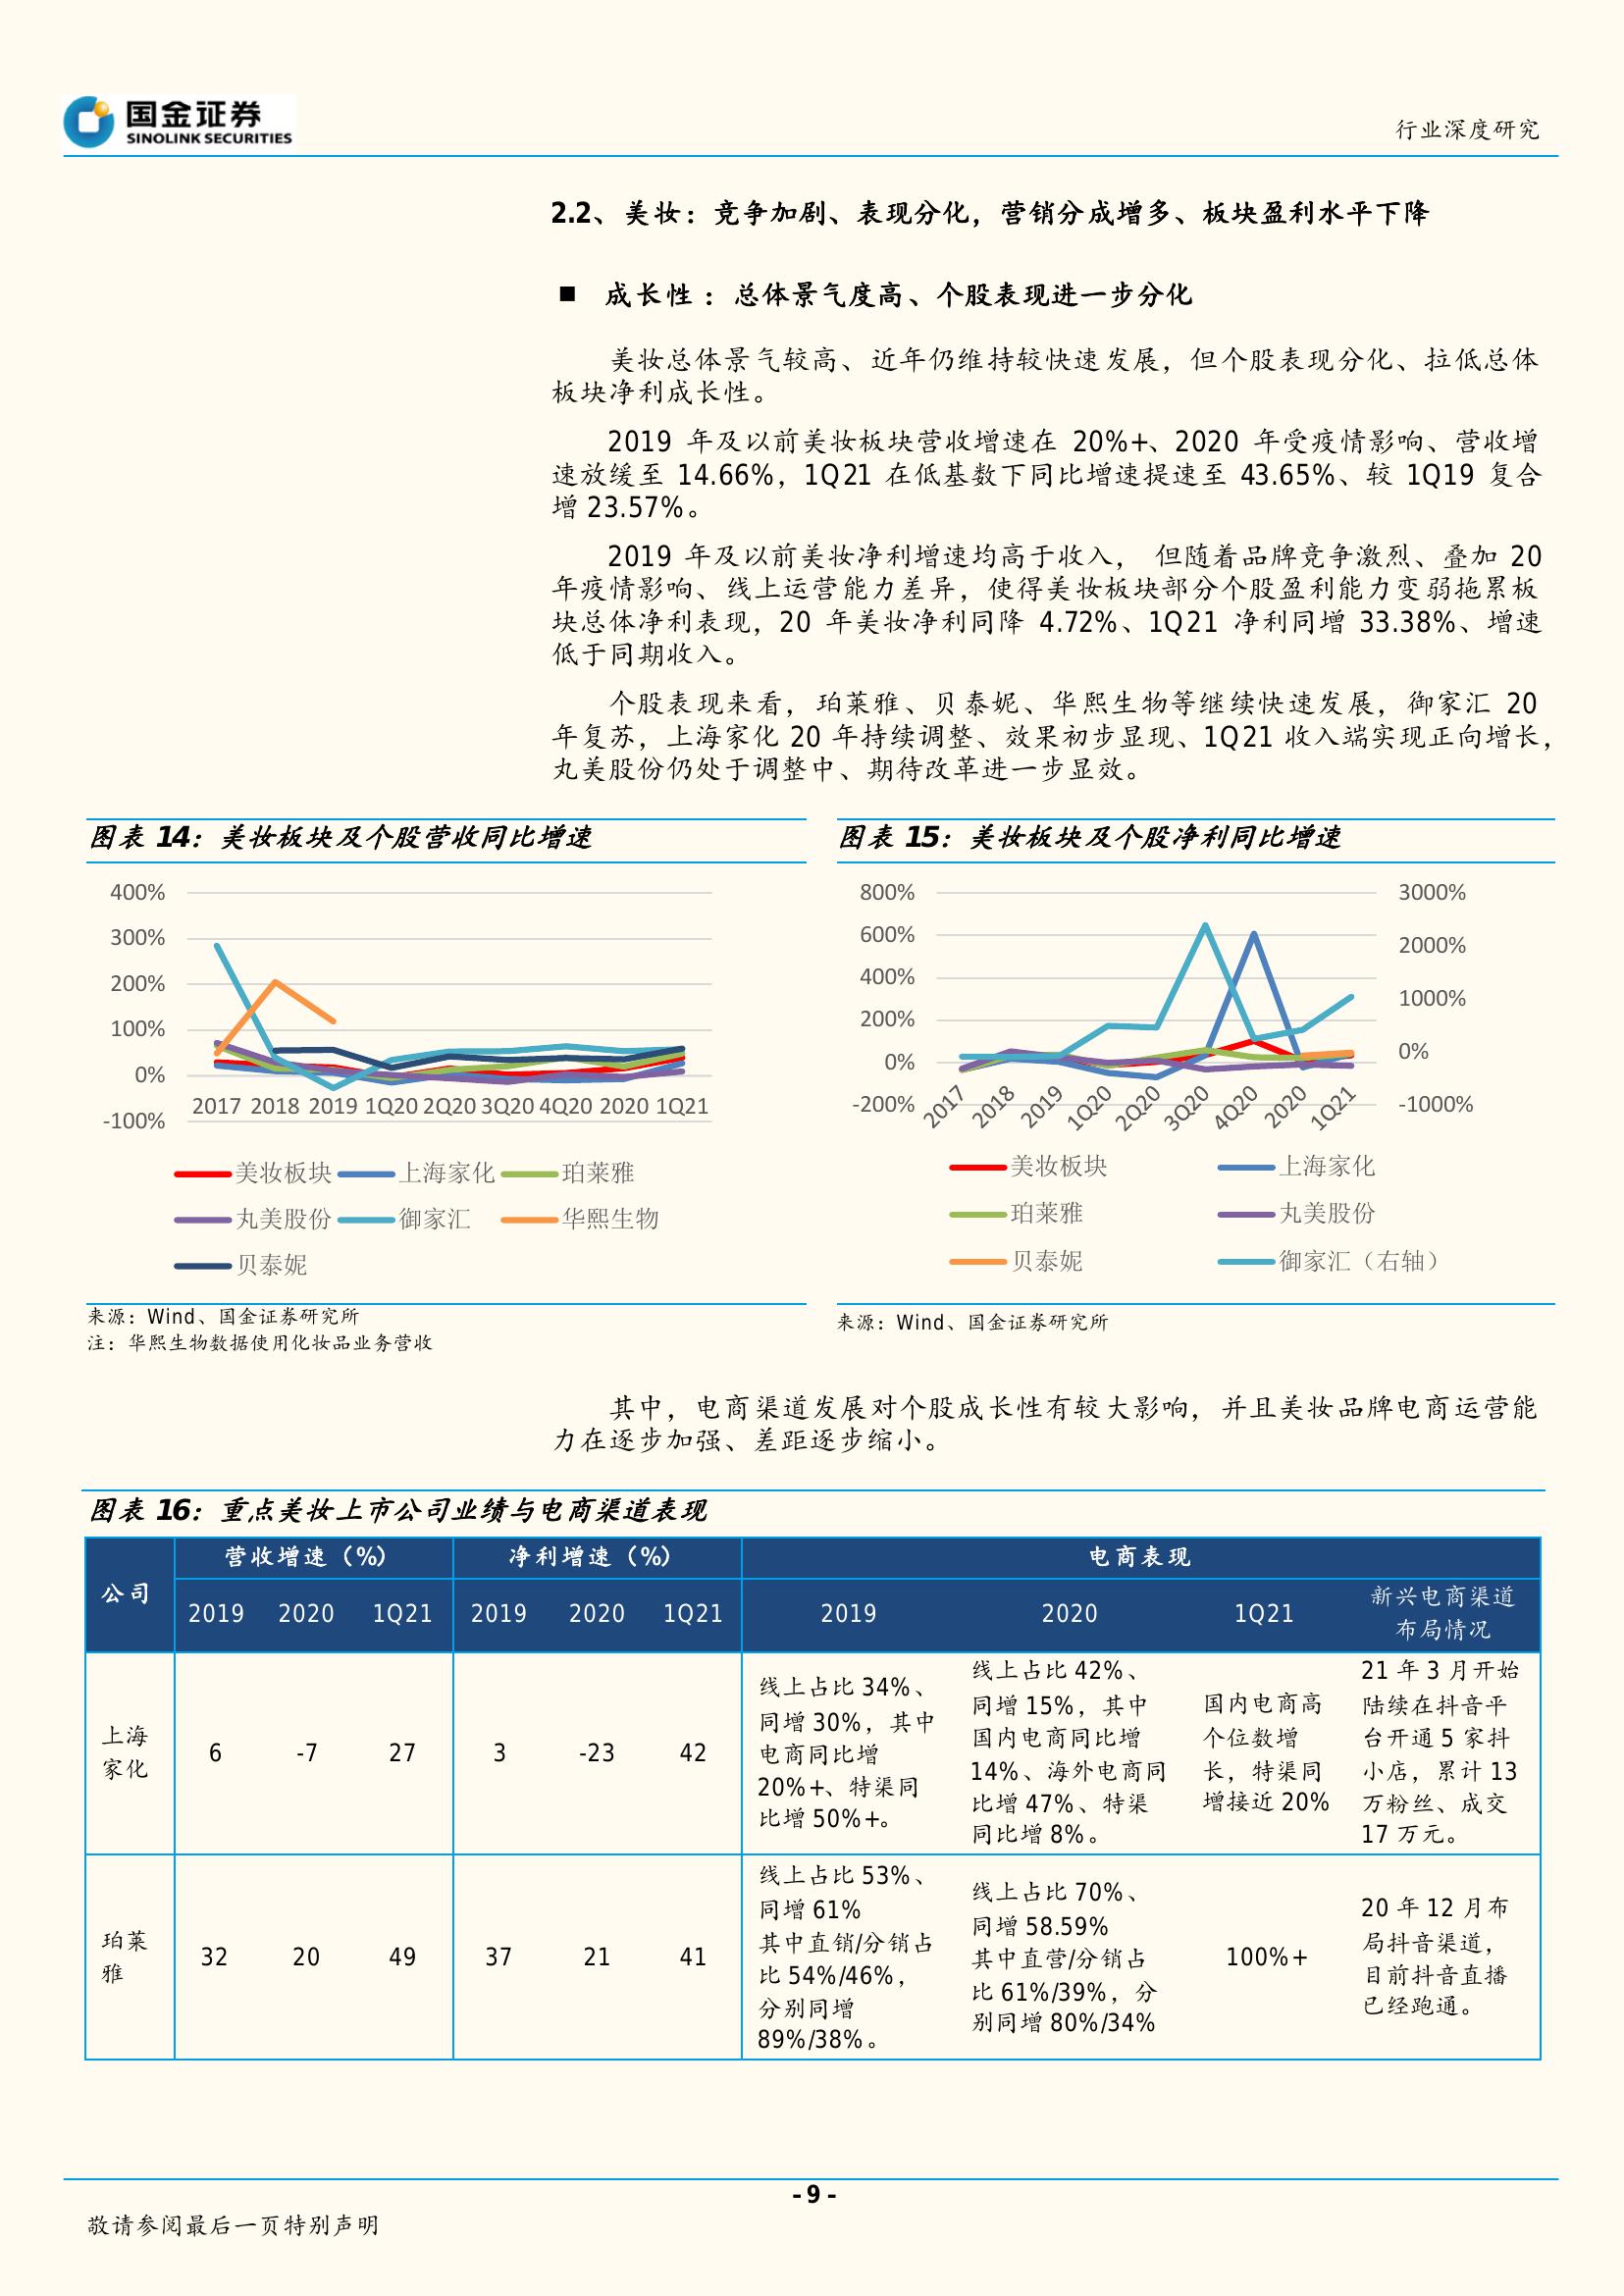 国金证券
SINOLINK SECURITIES
行业深度研究
2.2、美妆：竞争加剧、表现分化，营销分成增多、板块盈利水平下降
■ 成长性：总体景气度高、个股表现进一步分化
美妆总体景气较高、近年仍维持较快速发展，但个股表现分化、拉低总体
板块净利成长性。
2019 年及以前美妆板块营收增速在 20%+、2020 年受疫情影响、营收增
速放缓至 14.66%，1Q21 在低基数下同比增速提速至 43.65%、较 1Q19 复合
增 23.57%。
2019 年及以前美妆净利增速均高于收入， 但随着品牌竞争激烈、叠加 20
年疫情影响、线上运营能力差异，使得美妆板块部分个股盈利能力变弱拖累板
块总体净利表现，20 年美妆净利同降 4.72%、1Q21 净利同增 33.38%、增速
低于同期收入。
个股表现来看，珀莱雅、贝泰妮、华熙生物等继续快速发展，御家汇 20
年复苏，上海家化 20 年持续调整、效果初步显现、1Q21 收入端实现正向增长，
丸美股份仍处于调整中、期待改革进一步显效。
图表 14：美妆板块及个股营收同比增速
400%
300%
200%
100%
0%
-100%
2017 2018 2019 1Q20 2Q20 3Q20 4Q20 2020 1Q21
美妆板块 上海家化 珀莱雅
丸美股份 御家汇 华熙生物
贝泰妮
来源：Wind、国金证券研究所
注：华熙生物数据使用化妆品业务营收
图表 15：美妆板块及个股净利同比增速
800%
600%
400%
200%
0%
-200%
3000%
2000%
1000%
0%
-1000%
2017 2018 2019 1Q20 2Q20 3Q20 4Q20 2020 1Q21
美妆板块 上海家化
珀莱雅 丸美股份
贝泰妮 御家汇（右轴）
来源：Wind、国金证券研究所
其中，电商渠道发展对个股成长性有较大影响，并且美妆品牌电商运营能
力在逐步加强、差距逐步缩小。
图表 16：重点美妆上市公司业绩与电商渠道表现
公司
营收增速（%） 净利增速（%） 电商表现
2019 2020 1Q21 2019 2020 1Q21 2019 2020 1Q21
新兴电商渠道
布局情况
上海
家化
6 -7 27 3 -23 42
线上占比 34%、
同增 30%，其中
电商同比增
20%+、特渠同
比增 50%+。
线上占比 42%、
同增 15%，其中
国内电商同比增
14%、海外电商同
比增 47%、特渠
同比增 8%。
国内电商高
个位数增
长，特渠同
增接近 20%
21 年 3 月开始
陆续在抖音平
台开通 5 家抖
小店，累计 13
万粉丝、成交
17 万元。
珀莱
雅
32 20 49 37 21 41
线上占比 53%、
同增 61%
其中直销/分销占
比 54%/46%，
分别同增
89%/38%。
线上占比 70%、
同增 58.59%
其中直营/分销占
比 61%/39%，分
别同增 80%/34%
100%+
20 年 12 月布
局抖音渠道，
目前抖音直播
已经跑通。
- 9 -
敬请参阅最后一页特别声明